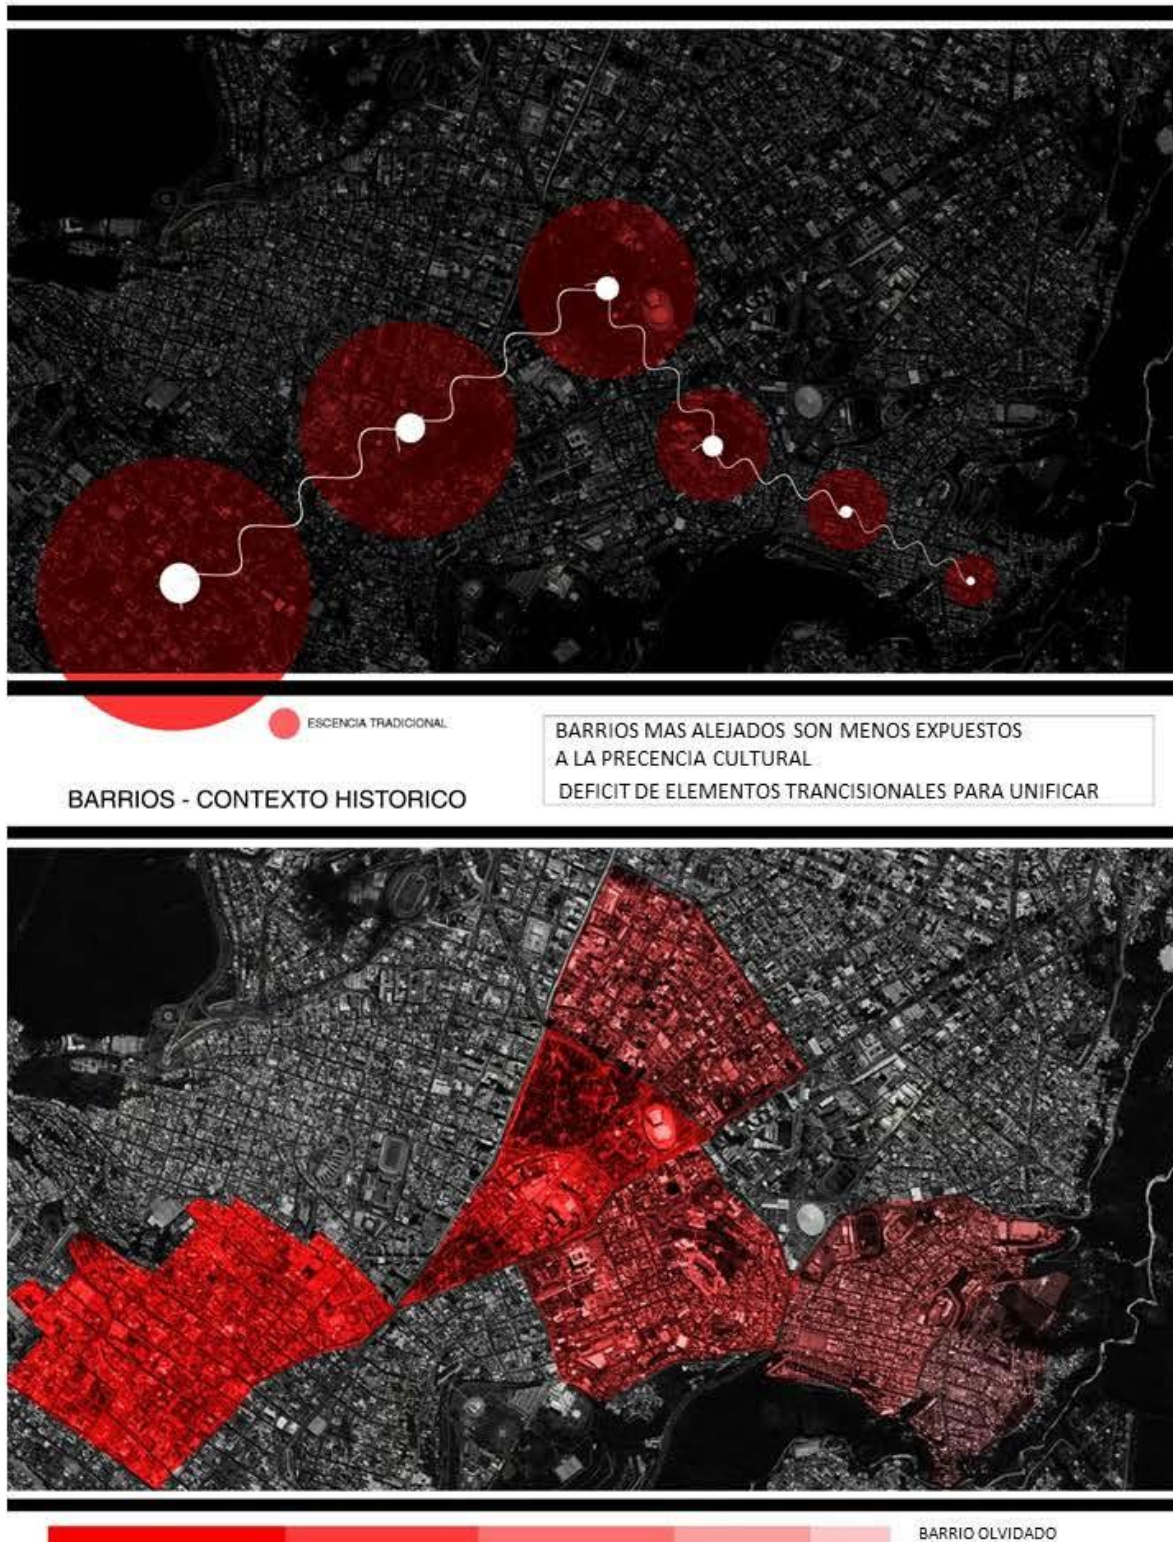 ESCENCIA TRADICIONAL
BARRIOS - CONTEXTO HISTORICO
BARRIOS MAS ALEJADOS SON MENOS EXPUESTOS
A LA PRECENCIA CULTURAL
DEFICIT DE ELEMENTOS TRANCISIONALES PARA UNIFICAR
BARRIO OLVIDADO